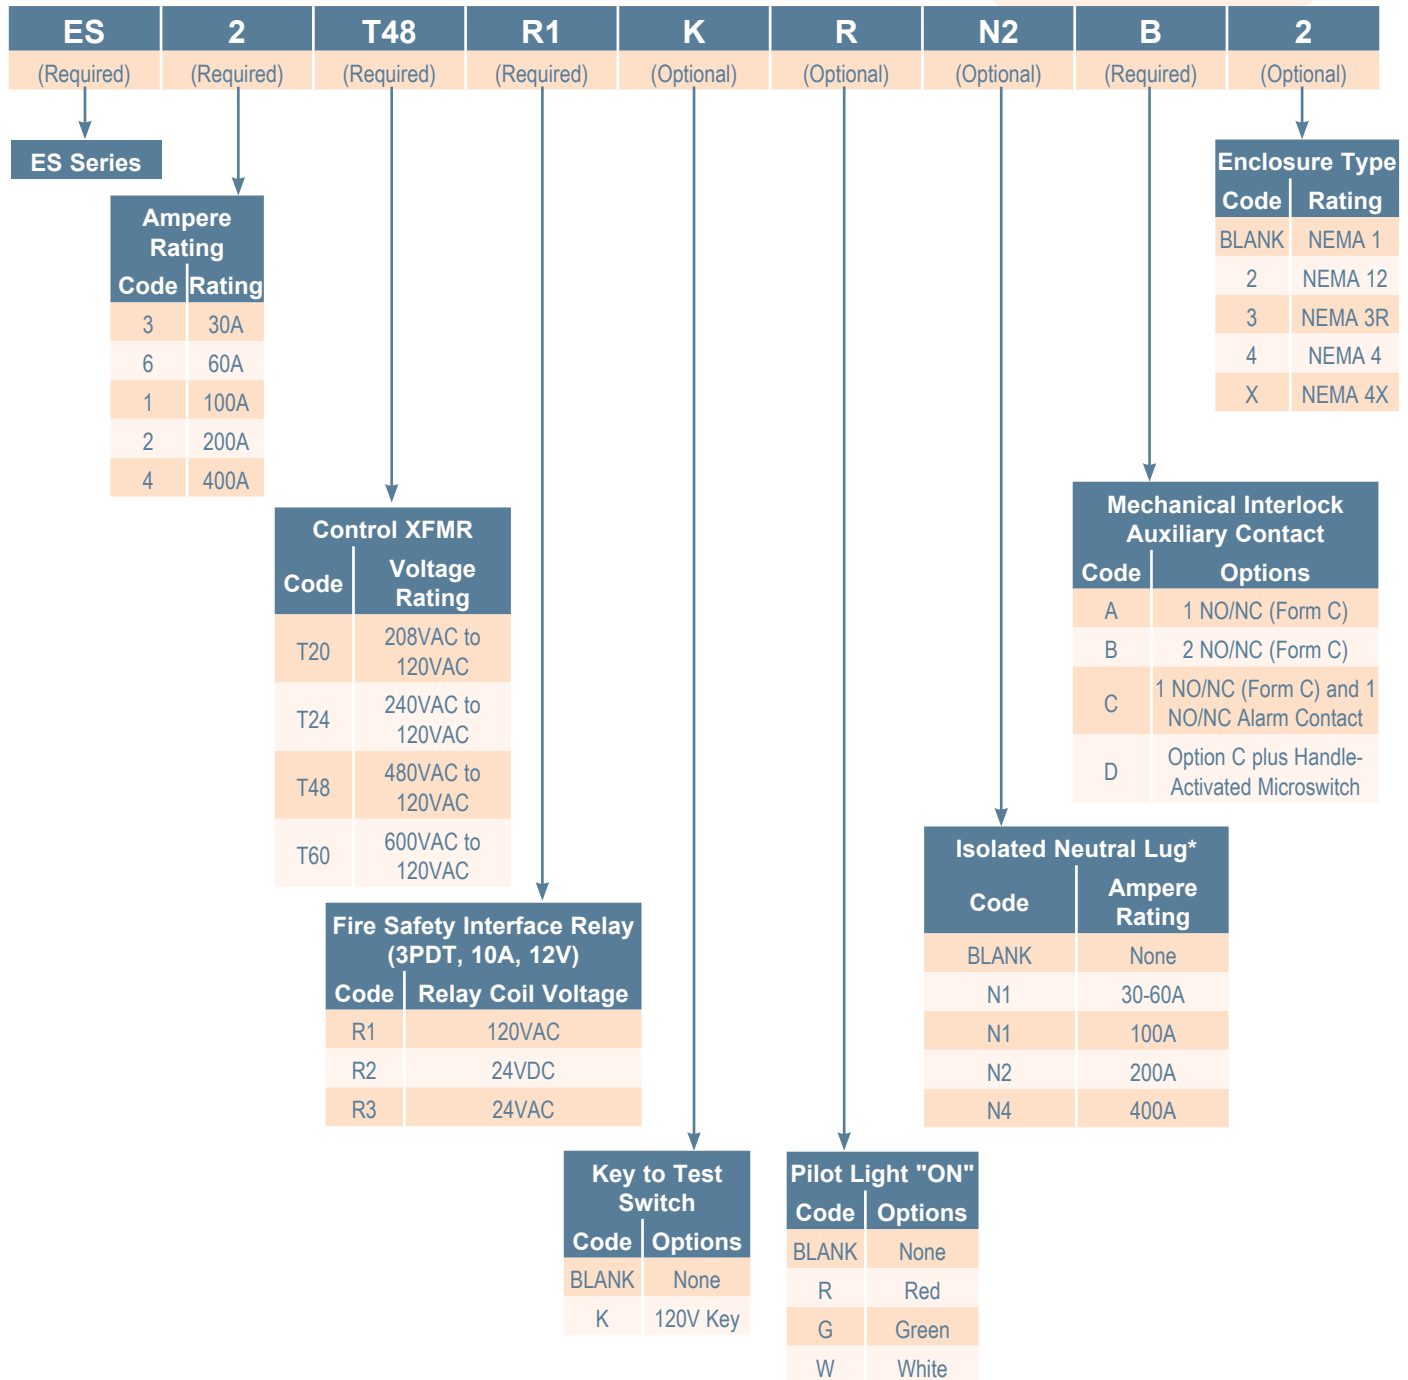 ES 2 T48 R1 K R N2 B 2
(Required) (Required) (Required) (Required) (Optional) (Optional) (Optional) (Required) (Optional)
ES Series
Ampere
Rating
Code Rating
3 30A
6 60A
1 100A
2 200A
4 400A
Control XFMR
Code Voltage
Rating
T20 208VAC to
120VAC
T24 240VAC to
120VAC
T48 480VAC to
120VAC
T60 600VAC to
120VAC
Fire Safety Interface Relay
(3PDT, 10A, 12V)
Code Relay Coil Voltage
R1 120VAC
R2 24VDC
R3 24VAC
Key to Test
Switch
Code Options
BLANK None
K 120V Key
Pilot Light "ON"
Code Options
BLANK None
R Red
G Green
W White
Isolated Neutral Lug*
Code Ampere
Rating
BLANK None
N1 30-60A
N1 100A
N2 200A
N4 400A
Mechanical Interlock
Auxiliary Contact
Code Options
A 1 NO/NC (Form C)
B 2 NO/NC (Form C)
C 1 NO/NC (Form C) and 1
NO/NC Alarm Contact
D Option C plus Handle-
Activated Microswitch
Enclosure Type
Code Rating
BLANK NEMA 1
2 NEMA 12
3 NEMA 3R
4 NEMA 4
X NEMA 4X